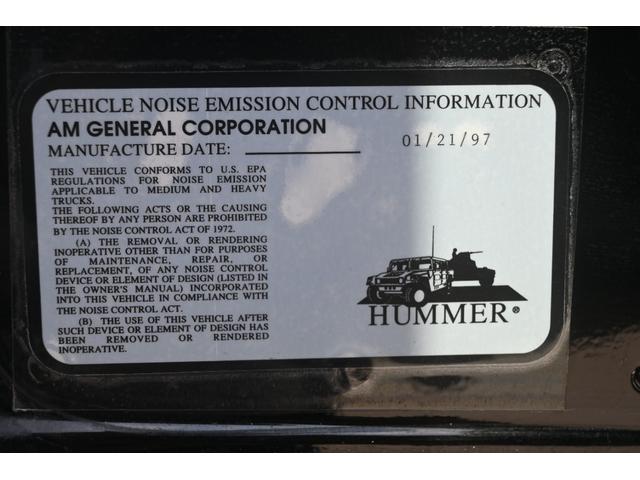 VEHICLE NOISE EMISSION CONTROL INFORMATION
AM GENERAL CORPORATION
MANUFACTURE DATE: 01/21/97
THIS VEHICLE CONFORMS TO U.S. EPA
REGULATIONS FOR NOISE EMISSION
APPLICABLE TO MEDIUM AND HEAVY
TRUCKS.
THE FOLLOWING ACTS OR THE CAUSING
THEREOF BY ANY PERSON ARE PROHIBITED
BY THE NOISE CONTROL ACT OF 1972.
(A) THE REMOVAL OR RENDERING
INOPERATIVE OTHER THAN FOR PURPOSES
OF MAINTENANCE, REPAIR, OR
REPLACEMENT, OF ANY NOISE CONTROL
DEVICE OR ELEMENT OF DESIGN (LISTED IN
THE OWNER'S MANUAL) INCORPORATED
INTO THIS VEHICLE IN COMPLIANCE WITH
THE NOISE CONTROL ACT.
(B) THE USE OF THIS VEHICLE AFTER
SUCH DEVICE OR ELEMENT OF DESIGN HAS
BEEN REMOVED OR RENDERED
INOPERATIVE.
HUMMER®